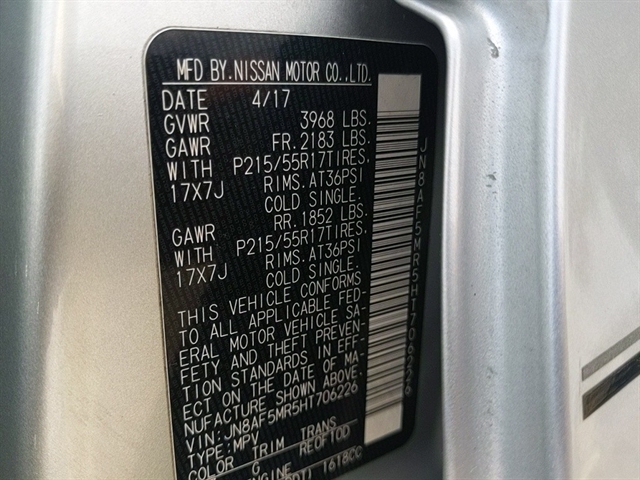 MFD BY.NISSAN MOTOR CO.,LTD.
DATE 4/17
GVWR 3968 LBS.
GAWR FR.2183 LBS.
WITH P215/55R17TIRES,
17X7J RIMS.AT36PSI
COLD SINGLE.
GAWR RR.1852 LBS.
WITH P215/55R17TIRES,
17X7J RIMS.AT36PSI
COLD SINGLE.
THIS VEHICLE CONFORMS
TO ALL APPLICABLE FED-
ERAL MOTOR VEHICLE SA-
FETY AND THEFT PREVEN-
TION STANDARDS IN EFF-
ECT ON THE DATE OF MA-
NUFACTURE SHOWN ABOVE.
VIN:JN8AF5MR5HT706226
TYPE:MPV
COLOR TRIM TRANS
G REOFTOD
ENGINE
1618CC
JN8AF5MR5HT706226